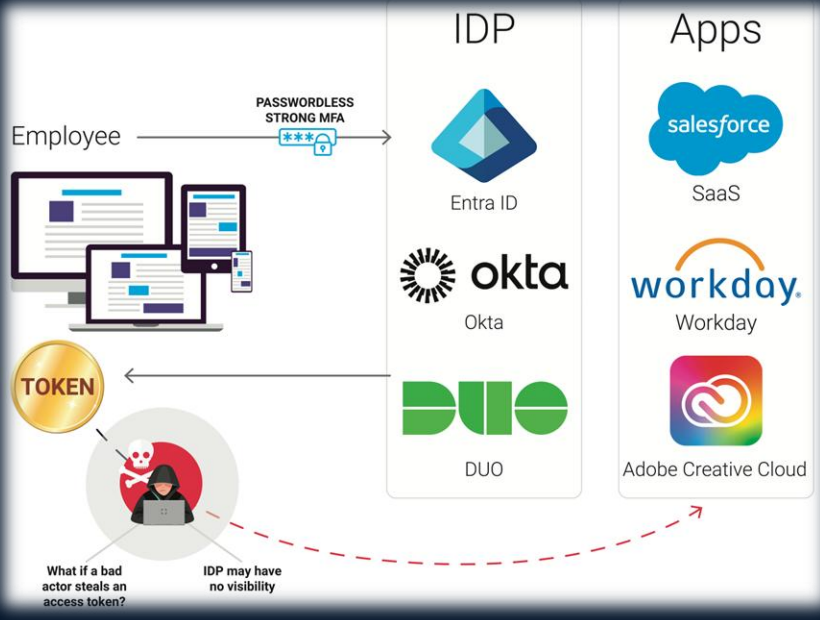 IDP
Apps
PASSWORDLESS
STRONG MFA
***
Employee
salesforce
SaaS
Entra ID
okta
Okta
workday.
Workday
TOKEN
DUO
DUO
Adobe Creative Cloud
What if a bad
actor steals an
access token?
IDP may have
no visibility